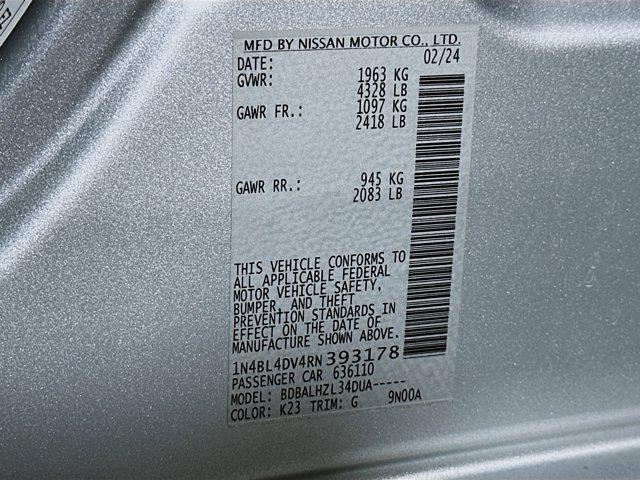 MFD BY NISSAN MOTOR CO., LTD.
DATE: 02/24
GVWR: 1963 KG
4328 LB
GAWR FR.: 1097 KG
2418 LB
GAWR RR.: 945 KG
2083 LB
THIS VEHICLE CONFORMS TO
ALL APPLICABLE FEDERAL
MOTOR VEHICLE SAFETY,
BUMPER, AND THEFT
PREVENTION STANDARDS IN
EFFECT ON THE DATE OF
MANUFACTURE SHOWN ABOVE.
1N4BL4DV4RN393178
PASSENGER CAR 636110
MODEL: BDBALHZL34DUA-----
COLOR: K23 TRIM: G 9N00A